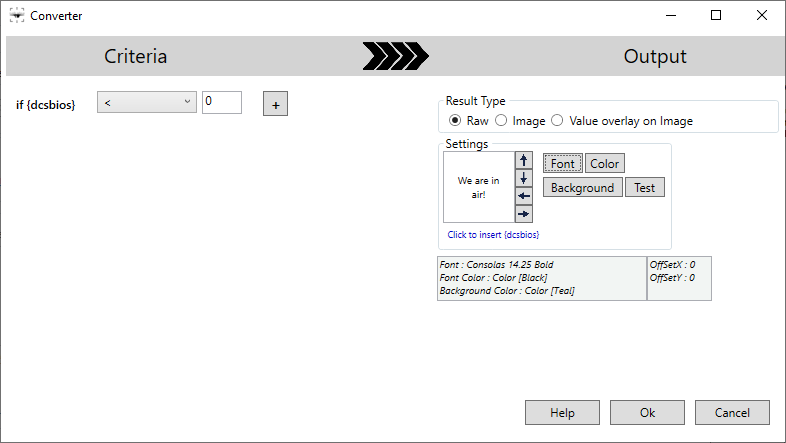 Converter
Criteria
Output
if {dcsbios}
<
0
+
Result Type
Raw
Image
Value overlay on Image
Settings
We are in
air!
Font
Color
Background
Test
Click to insert {dcsbios}
Font : Consolas 14.25 Bold
Font Color : Color [Black]
Background Color : Color [Teal]
OffSetX : 0
OffSetY : 0
Help
Ok
Cancel